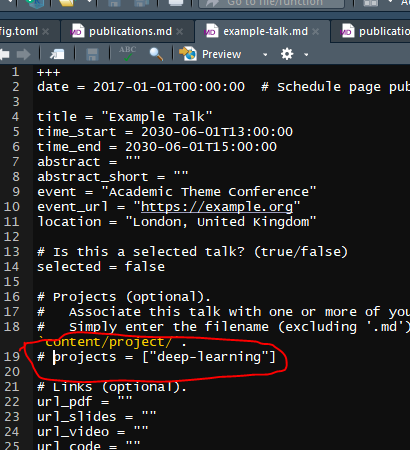 Go to file/function
Ad
fig.toml
publications.md
example-talk.md
publicatio
ABC
Preview
1 +++
2 date = 2017-01-01T00:00:00  # Schedule page pub
3
4 title = "Example Talk"
5 time_start = 2030-06-01T13:00:00
6 time_end = 2030-06-01T15:00:00
7 abstract = ""
8 abstract_short = ""
9 event = "Academic Theme Conference"
10 event_url = "https://example.org"
11 location = "London, United Kingdom"
12
13 # Is this a selected talk? (true/false)
14 selected = false
15
16 # Projects (optional).
17 #   Associate this talk with one or more of you
18 #   Simply enter the filename (excluding '.md')
`content/project/`.
19 # projects = ["deep-learning"]
20
21 # Links (optional).
22 url_pdf = ""
23 url_slides = ""
24 url_video = ""
25 url_code = ""